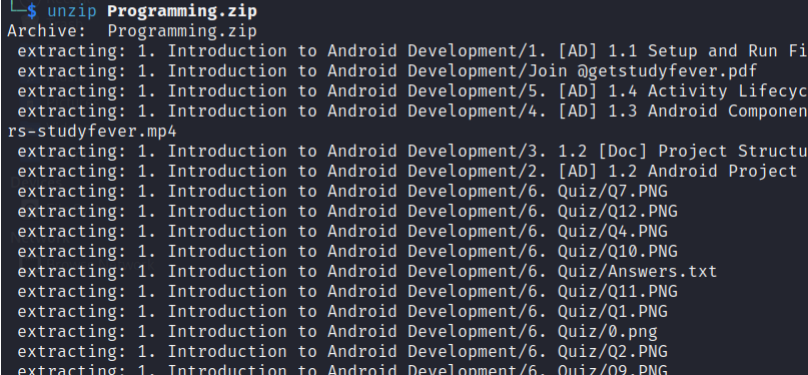 └─$ unzip Programming.zip
Archive:  Programming.zip
 extracting: 1. Introduction to Android Development/1. [AD] 1.1 Setup and Run Fi
 extracting: 1. Introduction to Android Development/Join @getstudyfever.pdf
 extracting: 1. Introduction to Android Development/5. [AD] 1.4 Activity Lifecyc
 extracting: 1. Introduction to Android Development/4. [AD] 1.3 Android Componen
rs-studyfever.mp4
 extracting: 1. Introduction to Android Development/3. 1.2 [Doc] Project Structu
 extracting: 1. Introduction to Android Development/2. [AD] 1.2 Android Project
 extracting: 1. Introduction to Android Development/6. Quiz/Q7.PNG
 extracting: 1. Introduction to Android Development/6. Quiz/Q12.PNG
 extracting: 1. Introduction to Android Development/6. Quiz/Q4.PNG
 extracting: 1. Introduction to Android Development/6. Quiz/Q10.PNG
 extracting: 1. Introduction to Android Development/6. Quiz/Answers.txt
 extracting: 1. Introduction to Android Development/6. Quiz/Q11.PNG
 extracting: 1. Introduction to Android Development/6. Quiz/Q1.PNG
 extracting: 1. Introduction to Android Development/6. Quiz/0.png
 extracting: 1. Introduction to Android Development/6. Quiz/Q2.PNG
 extracting: 1. Introduction to Android Development/6. Quiz/Q9.PNG